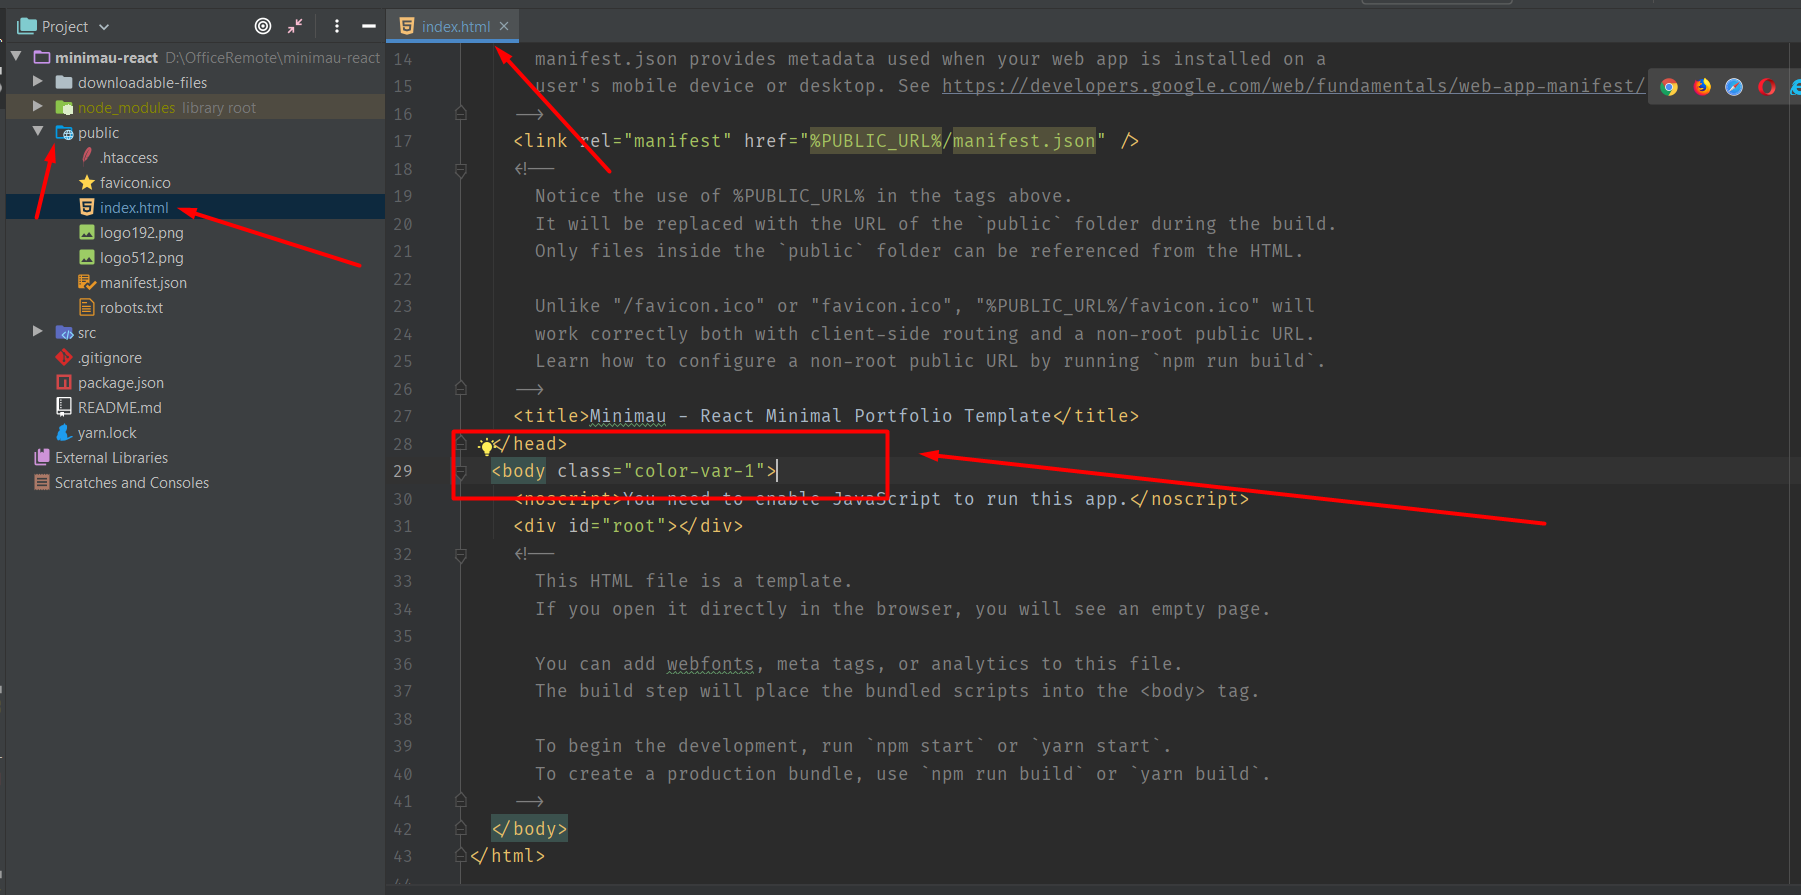 Project
index.html
minimau-react D:\OfficeRemote\minimau-react
downloadable-files
node_modules library root
public
.htaccess
favicon.ico
index.html
logo192.png
logo512.png
manifest.json
robots.txt
src
.gitignore
package.json
README.md
yarn.lock
External Libraries
Scratches and Consoles
14 manifest.json provides metadata used when your web app is installed on a
15 user's mobile device or desktop. See https://developers.google.com/web/fundamentals/web-app-manifest/
16 -->
17 <link rel="manifest" href="%PUBLIC_URL%/manifest.json" />
18 <!--
19 Notice the use of %PUBLIC_URL% in the tags above.
20 It will be replaced with the URL of the `public` folder during the build.
21 Only files inside the `public` folder can be referenced from the HTML.
22
23 Unlike "/favicon.ico" or "favicon.ico", "%PUBLIC_URL%/favicon.ico" will
24 work correctly both with client-side routing and a non-root public URL.
25 Learn how to configure a non-root public URL by running `npm run build`.
26 -->
27 <title>Minimau - React Minimal Portfolio Template</title>
28 </head>
29 <body class="color-var-1">
30 <noscript>You need to enable JavaScript to run this app.</noscript>
31 <div id="root"></div>
32 <!--
33 This HTML file is a template.
34 If you open it directly in the browser, you will see an empty page.
35
36 You can add webfonts, meta tags, or analytics to this file.
37 The build step will place the bundled scripts into the <body> tag.
38
39 To begin the development, run `npm start` or `yarn start`.
40 To create a production bundle, use `npm run build` or `yarn build`.
41 -->
42 </body>
43 </html>